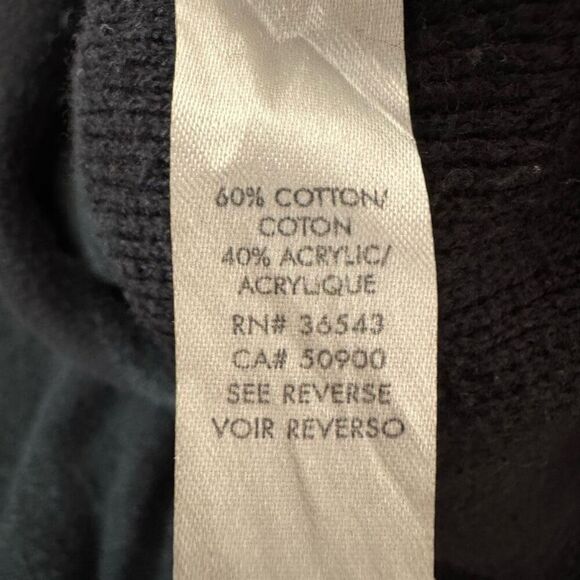 60% COTTON/
COTON
40% ACRYLIC/
ACRYLIQUE
RN# 36543
CA# 50900
SEE REVERSE
VOIR REVERSO